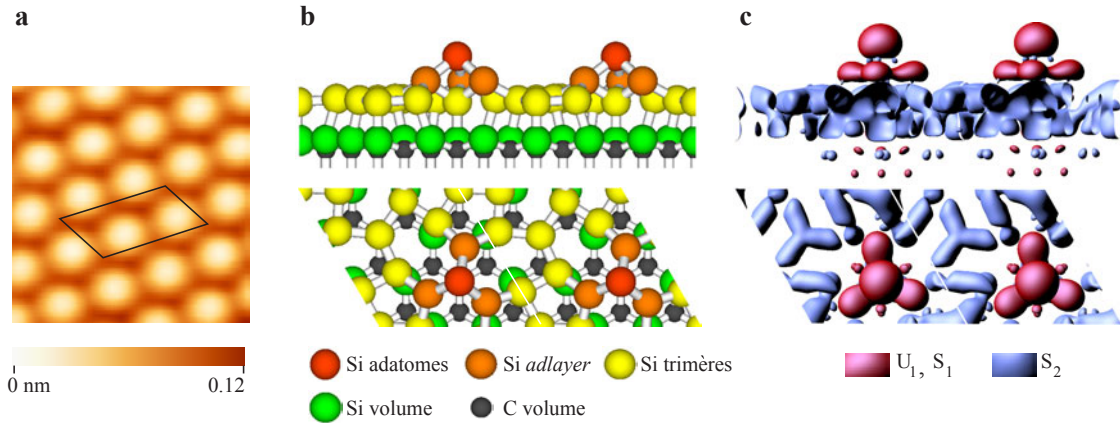 a
b
c
0 nm
0.12
Si adatomes
Si adlayer
Si trimères
Si volume
C volume
U1, S1
S2